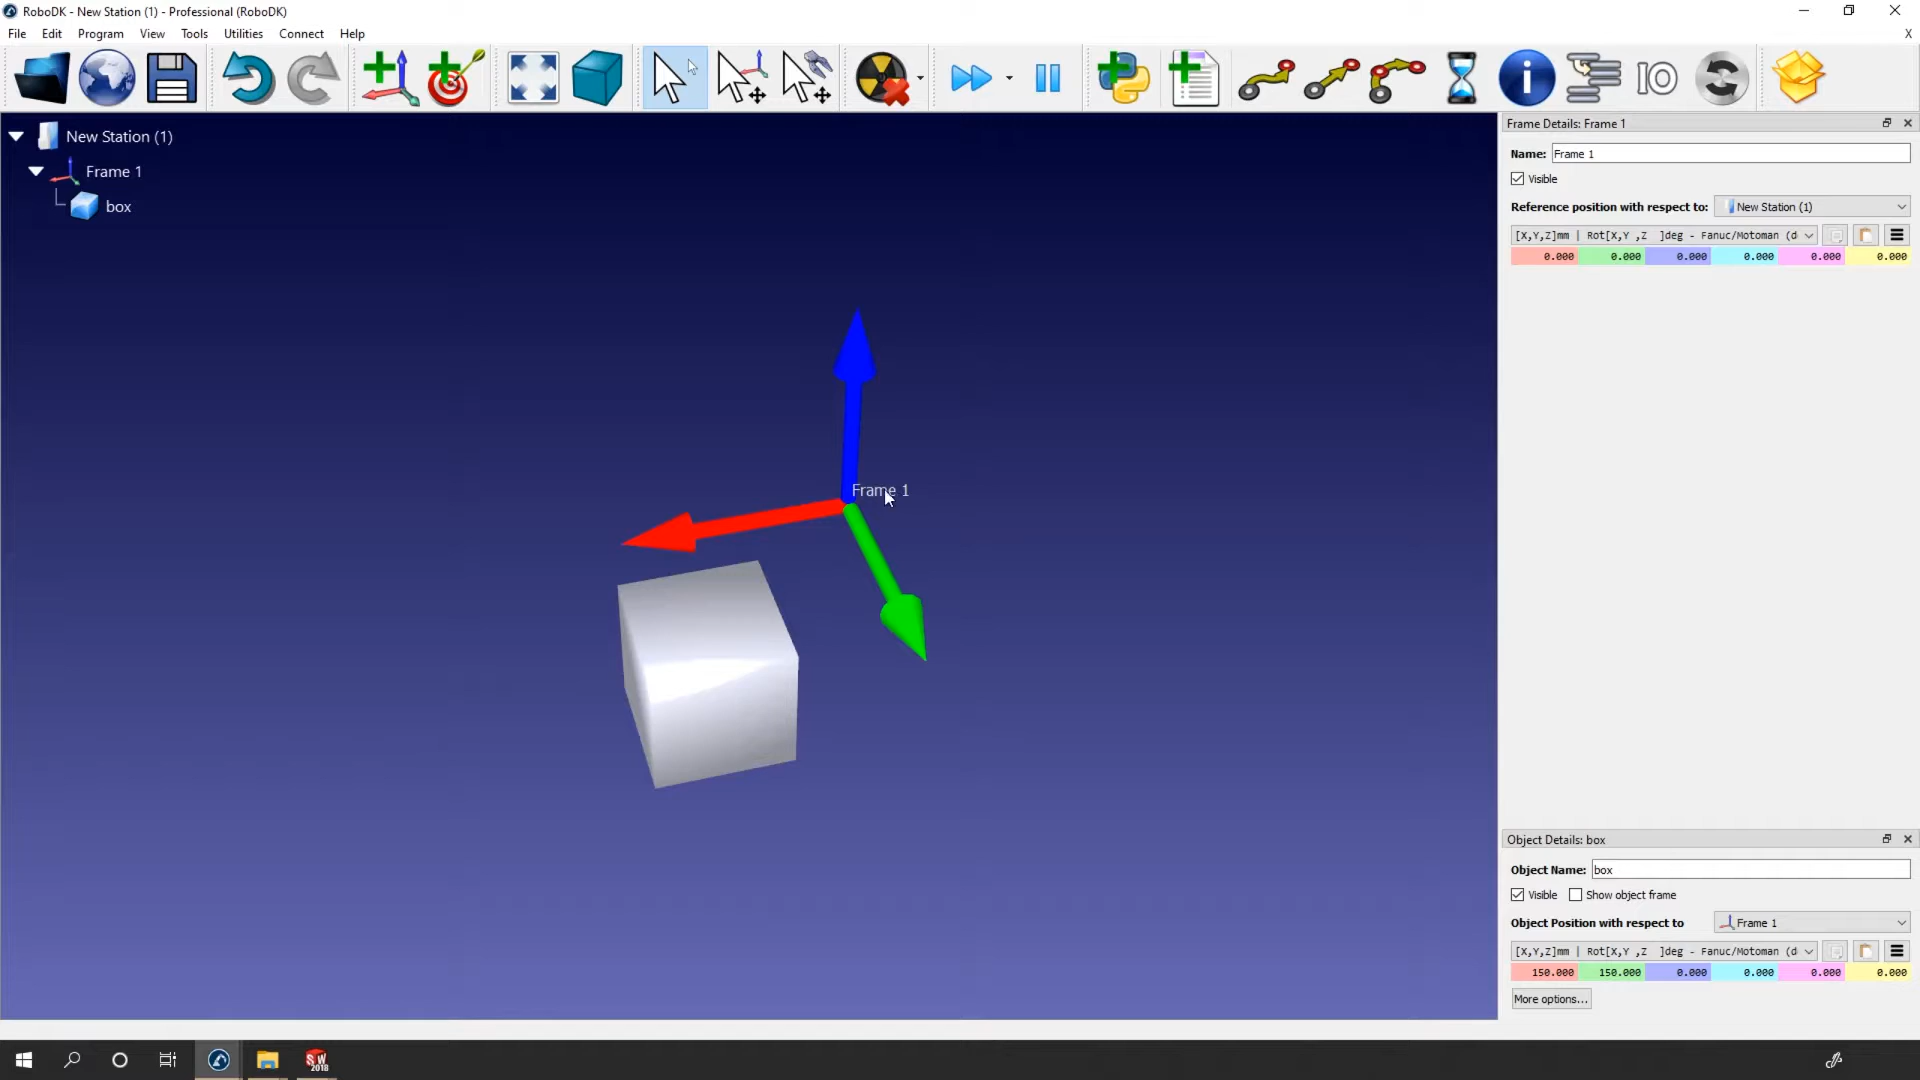 RoboDK - New Station (1) - Professional (RoboDK)
File Edit Program View Tools Utilities Connect Help X
IO
New Station (1)
Frame 1
box
Frame 1
Frame Details: Frame 1
Name: Frame 1
Visible
Reference position with respect to: New Station (1)
[X,Y,Z]mm | Rot[X,Y ,Z ]deg - Fanuc/Motoman (d
0.000 0.000 0.000 0.000 0.000 0.000
Object Details: box
Object Name: box
Visible Show object frame
Object Position with respect to Frame 1
[X,Y,Z]mm | Rot[X,Y ,Z ]deg - Fanuc/Motoman (d
150.000 150.000 0.000 0.000 0.000 0.000
More options...
SW
2018